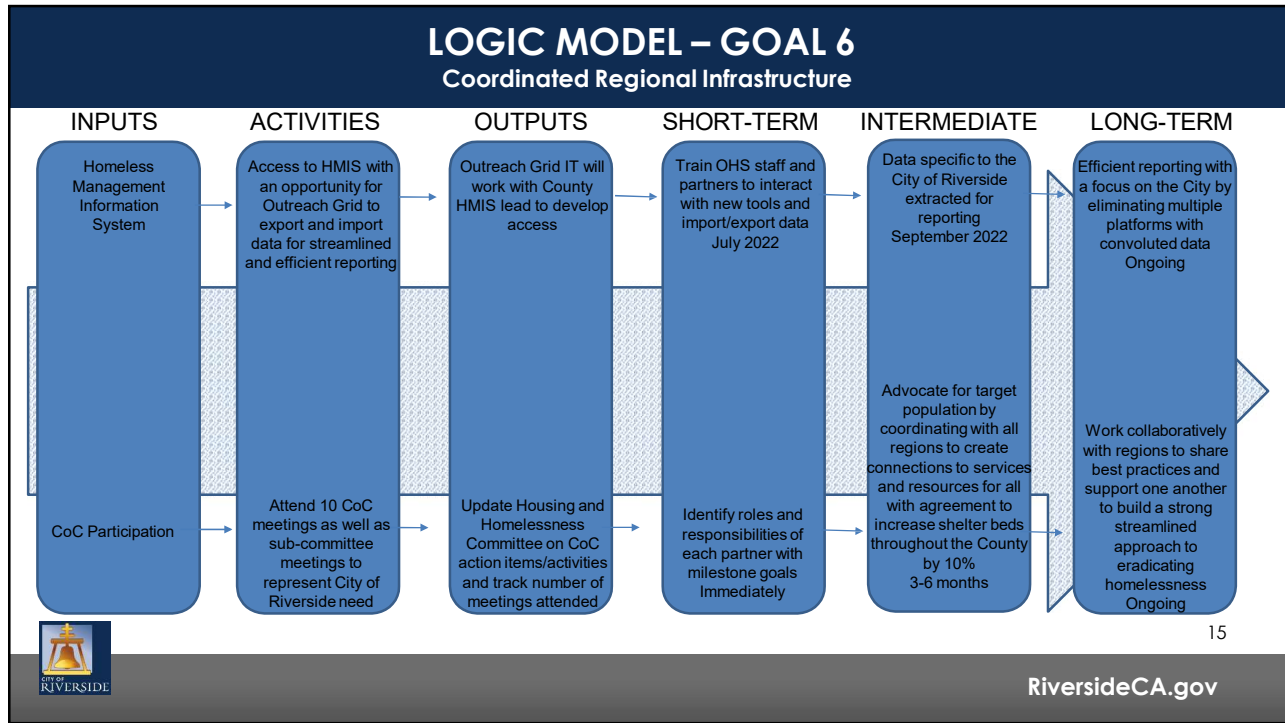 LOGIC MODEL – GOAL 6
Coordinated Regional Infrastructure
INPUTS
ACTIVITIES
OUTPUTS
SHORT-TERM
INTERMEDIATE
LONG-TERM
Homeless
Management
Information
System
Access to HMIS with
an opportunity for
Outreach Grid to
export and import
data for streamlined
and efficient reporting
Outreach Grid IT will
work with County
HMIS lead to develop
access
Train OHS staff and
partners to interact
with new tools and
import/export data
July 2022
Data specific to the
City of Riverside
extracted for
reporting
September 2022
Efficient reporting with
a focus on the City by
eliminating multiple
platforms with
convoluted data
Ongoing
CoC Participation
Attend 10 CoC
meetings as well as
sub-committee
meetings to
represent City of
Riverside need
Update Housing and
Homelessness
Committee on CoC
action items/activities
and track number of
meetings attended
Identify roles and
responsibilities of
each partner with
milestone goals
Immediately
Advocate for target
population by
coordinating with all
regions to create
connections to services
and resources for all
with agreement to
increase shelter beds
throughout the County
by 10%
3-6 months
Work collaboratively
with regions to share
best practices and
support one another
to build a strong
streamlined
approach to
eradicating
homelessness
Ongoing
15
CITY OF
RIVERSIDE
RiversideCA.gov